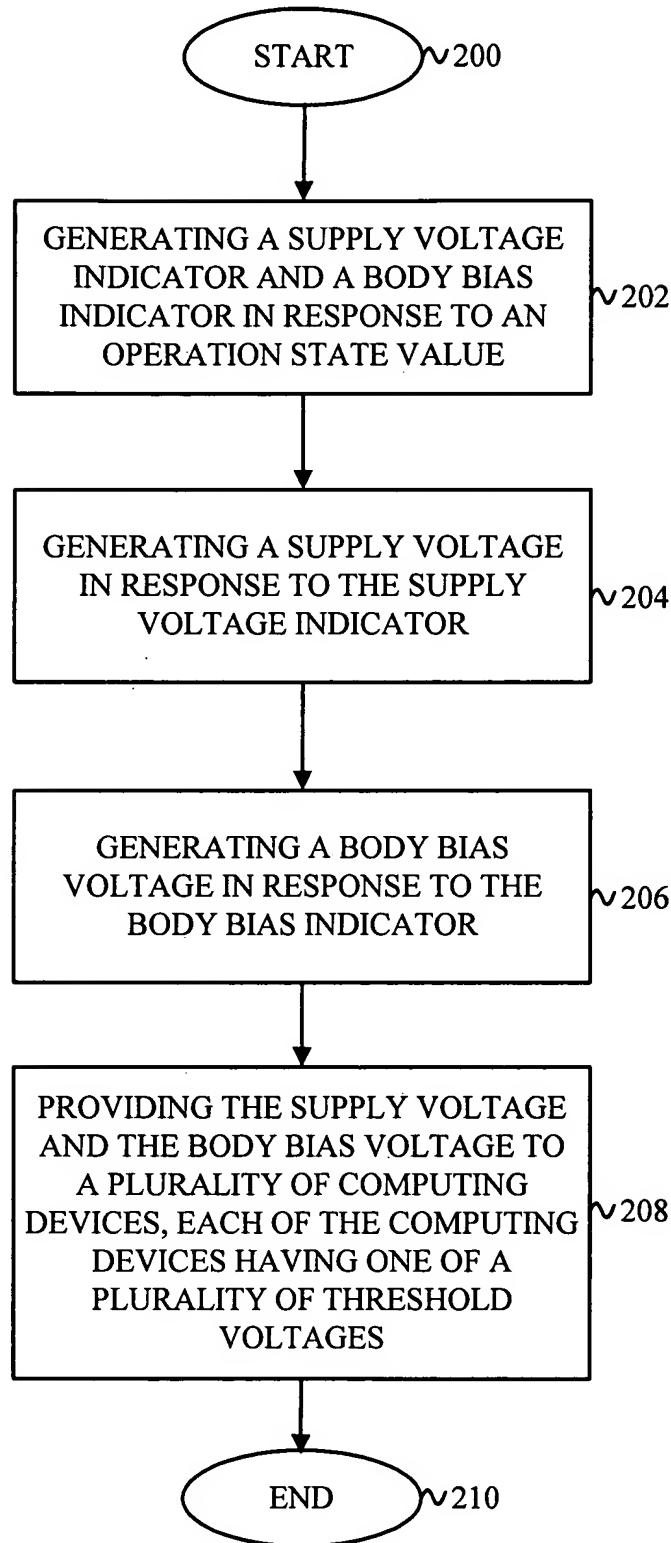 START
200
GENERATING A SUPPLY VOLTAGE
INDICATOR AND A BODY BIAS
INDICATOR IN RESPONSE TO AN
OPERATION STATE VALUE
202
GENERATING A SUPPLY VOLTAGE
IN RESPONSE TO THE SUPPLY
VOLTAGE INDICATOR
204
GENERATING A BODY BIAS
VOLTAGE IN RESPONSE TO THE
BODY BIAS INDICATOR
206
PROVIDING THE SUPPLY VOLTAGE
AND THE BODY BIAS VOLTAGE TO
A PLURALITY OF COMPUTING
DEVICES, EACH OF THE COMPUTING
DEVICES HAVING ONE OF A
PLURALITY OF THRESHOLD
VOLTAGES
208
END
210